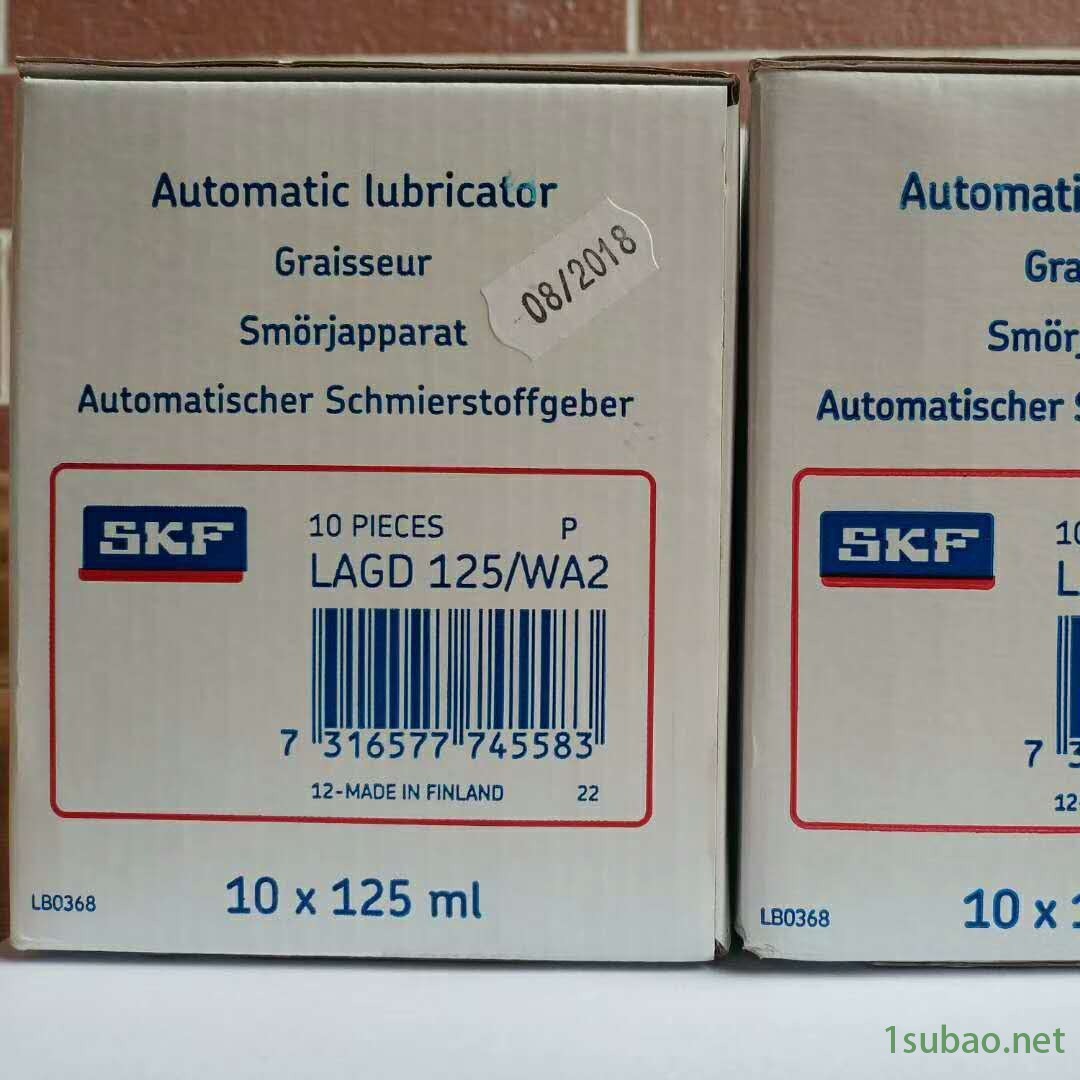 Automatic lubricator
Graisseur
08/2018
Smörjapparat
Automatischer Schmierstoffgeber
SKF
10 PIECES P
LAGD 125/WA2
7 316577 745583
12-MADE IN FINLAND 22
LB0368
10 x 125 ml
Automati
Gra
Smörj
Automatischer S
SKF
10
L
7 3
12
LB0368
10 x 1
1subao.net